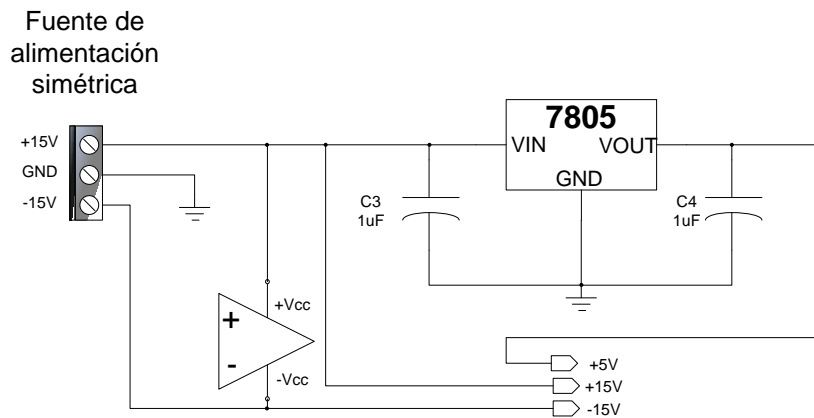 Fuente de
alimentación
simétrica
+15V
GND
-15V
7805
VIN
VOUT
GND
C3
1uF
C4
1uF
+Vcc
+
-
-Vcc
+5V
+15V
-15V